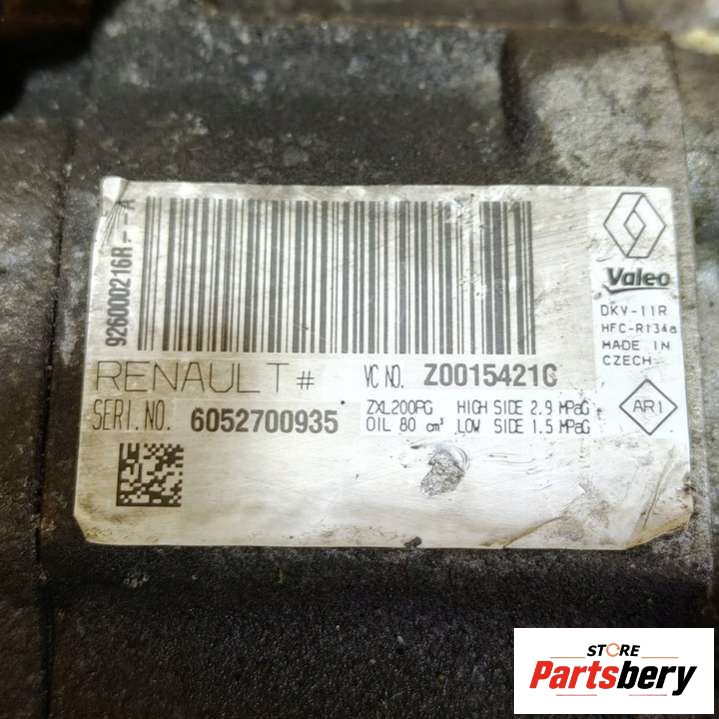 926000216R--A
Valeo
DKV-11R
HFC-R134a
MADE IN
CZECH
RENAULT# VC NO. Z0015421G
SERI.NO. 6052700935 ZXL200PG HIGH SIDE 2.9 MPaG
OIL 80 cm³ LOW SIDE 1.5 MPaG
AR1
STORE
Partsbery